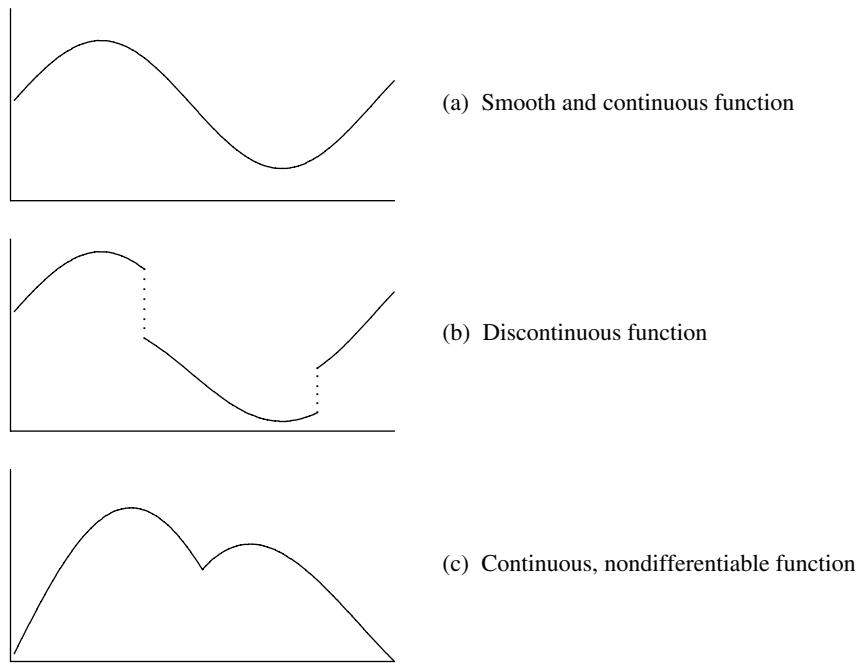 (a) Smooth and continuous function
(b) Discontinuous function
(c) Continuous, nondifferentiable function